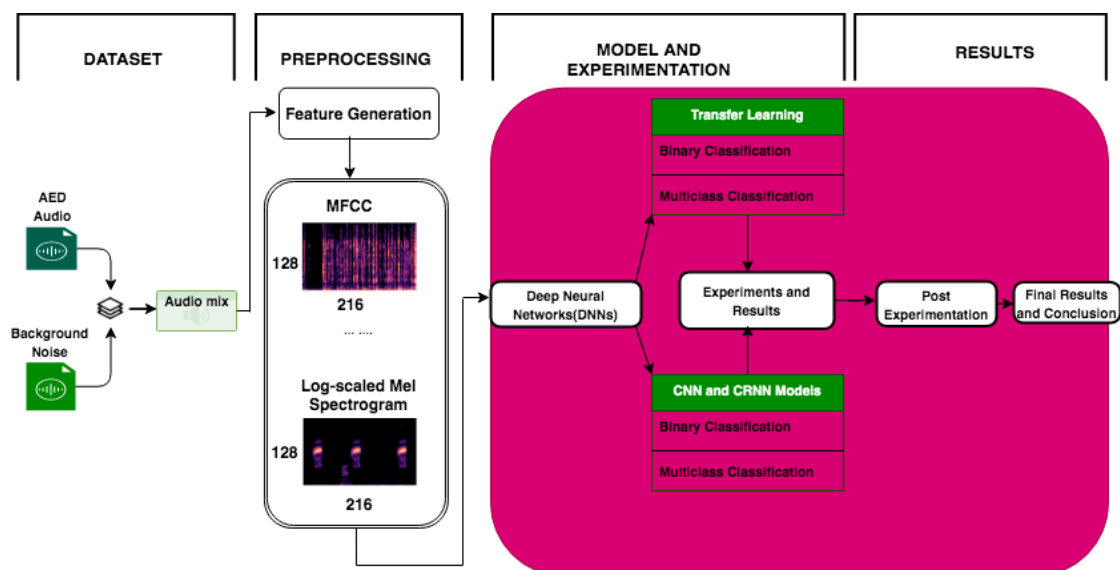 DATASET
PREPROCESSING
MODEL AND
EXPERIMENTATION
RESULTS
AED
Audio
Background
Noise
Audio mix
Feature Generation
MFCC
128
216
... ....
Log-scaled Mel
Spectrogram
128
216
Deep Neural
Networks(DNNs)
Transfer Learning
Binary Classification
Multiclass Classification
Experiments and
Results
CNN and CRNN Models
Binary Classification
Multiclass Classification
Post
Experimentation
Final Results
and Conclusion